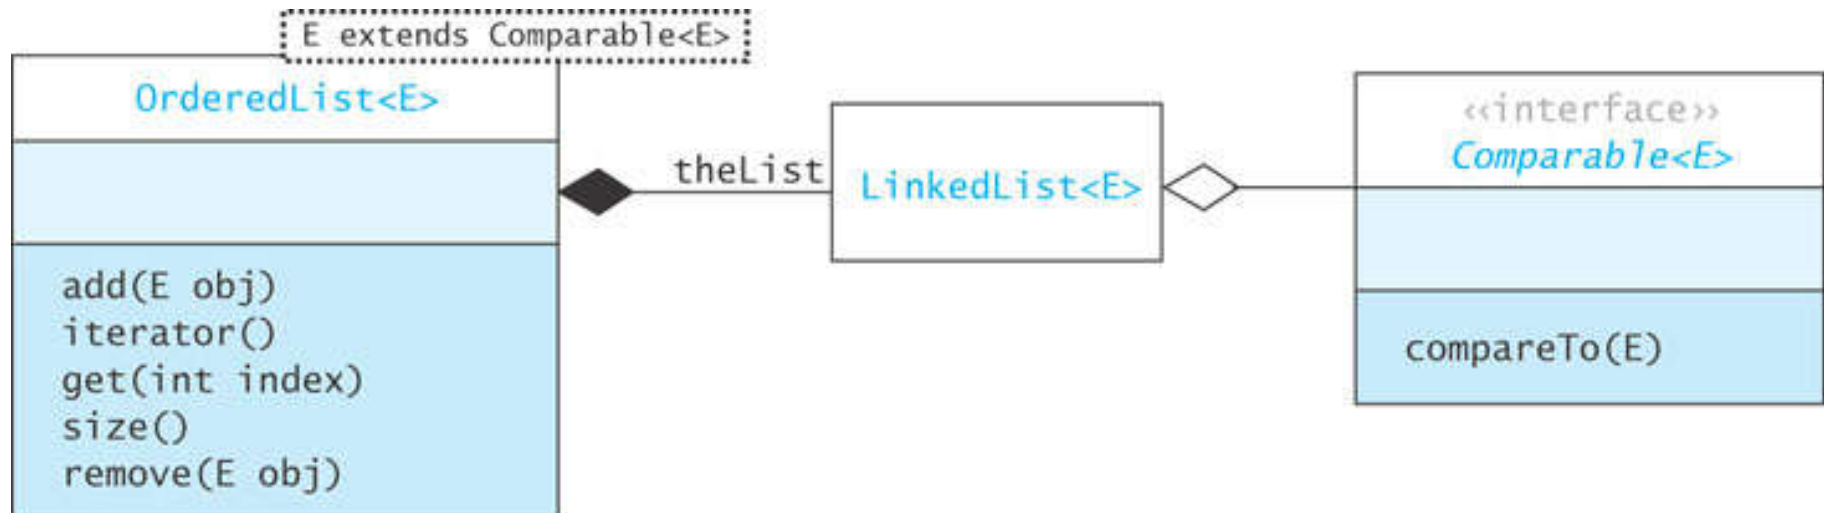 E extends Comparable<E>
OrderedList<E>
add(E obj)
iterator()
get(int index)
size()
remove(E obj)
theList
LinkedList<E>
‹‹interface››
Comparable<E>
compareTo(E)